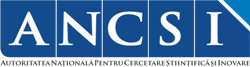 ANCSI
AUTORITATEA NAȚIONALĂ PENTRU CERCETARE ȘTIINȚIFICĂ ȘI INOVARE